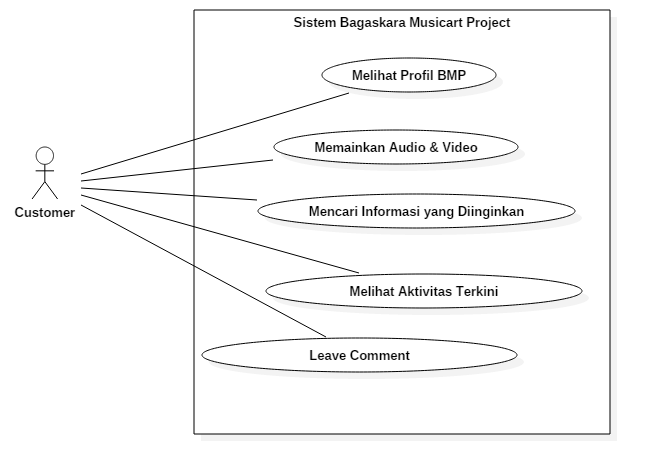 Sistem Bagaskara Musicart Project
Melihat Profil BMP
Memainkan Audio & Video
Mencari Informasi yang Diinginkan
Customer
Melihat Aktivitas Terkini
Leave Comment